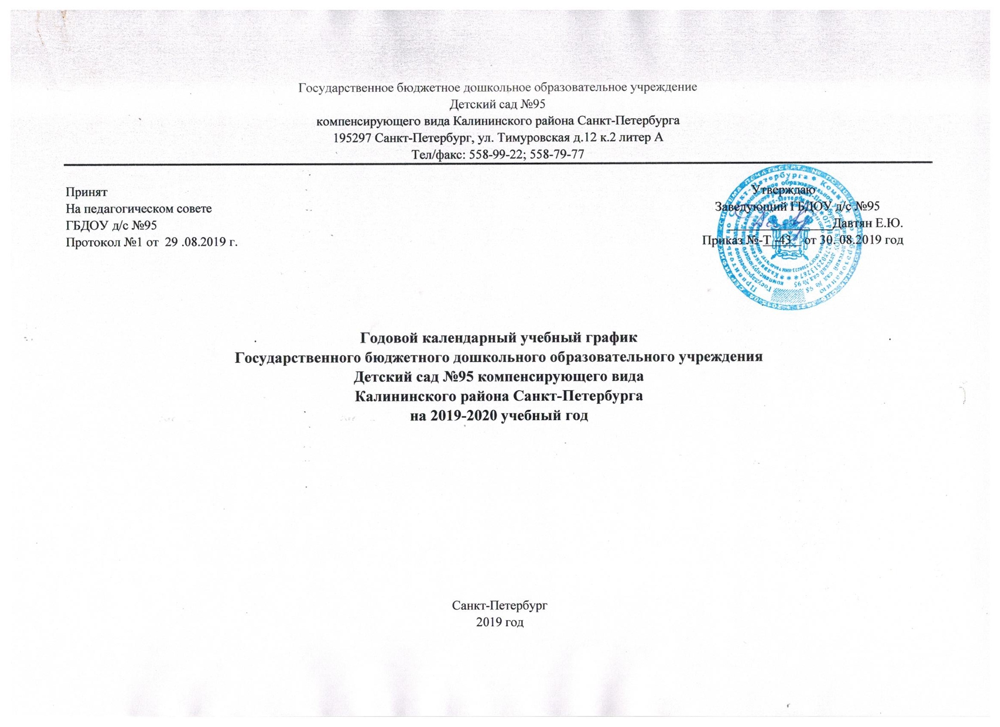 Государственное бюджетное дошкольное образовательное учреждение
Детский сад №95
компенсирующего вида Калининского района Санкт-Петербурга
195297 Санкт-Петербург, ул. Тимуровская д.12 к.2 литер А
Тел/факс: 558-99-22; 558-79-77
Принят
На педагогическом совете
ГБДОУ д/с №95
Протокол №1 от 29 .08.2019 г.
Утверждаю
Заведующий ГБДОУ д/с №95
Давтян Е.Ю.
Приказ №-Т -43 от 30. 08.2019 год
Годовой календарный учебный график
Государственного бюджетного дошкольного образовательного учреждения
Детский сад №95 компенсирующего вида
Калининского района Санкт-Петербурга
на 2019-2020 учебный год
Санкт-Петербург
2019 год